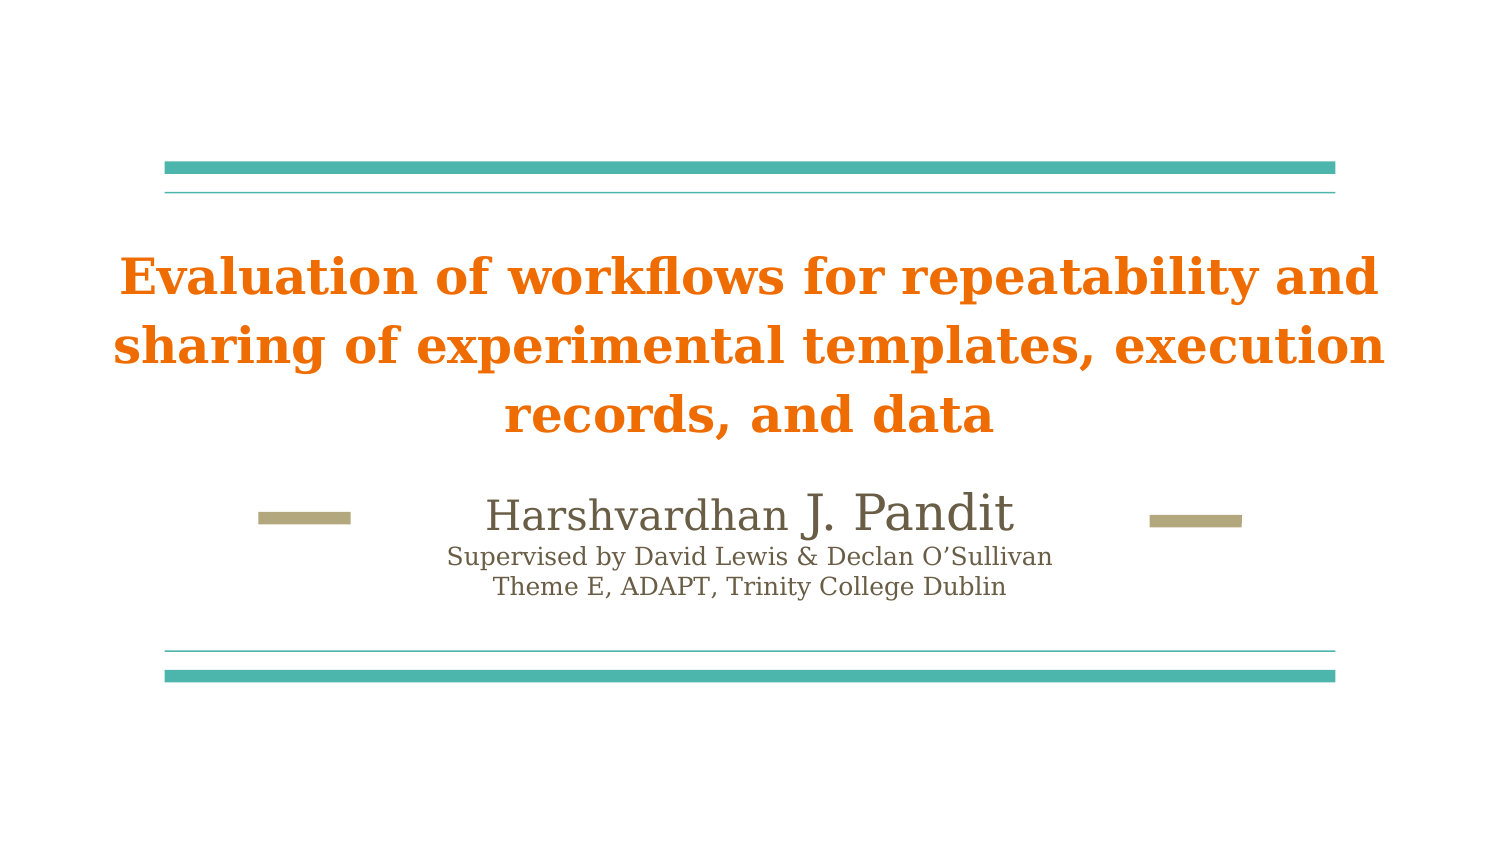 Evaluation of workflows for repeatability and
sharing of experimental templates, execution
records, and data
Harshvardhan J. Pandit
Supervised by David Lewis & Declan O’Sullivan
Theme E, ADAPT, Trinity College Dublin